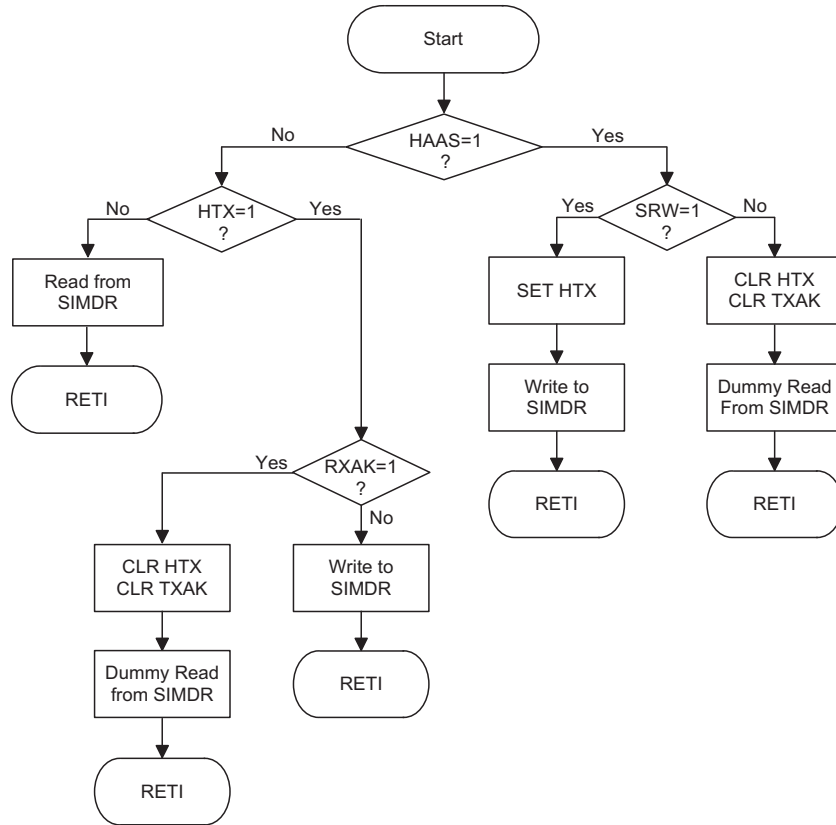 Start
HAAS=1
?
No
Yes
HTX=1
?
No
Yes
SRW=1
?
Yes
No
Read from
SIMDR
SET HTX
CLR HTX
CLR TXAK
RETI
Write to
SIMDR
Dummy Read
From SIMDR
RXAK=1
?
Yes
No
RETI
RETI
CLR HTX
CLR TXAK
Write to
SIMDR
Dummy Read
from SIMDR
RETI
RETI